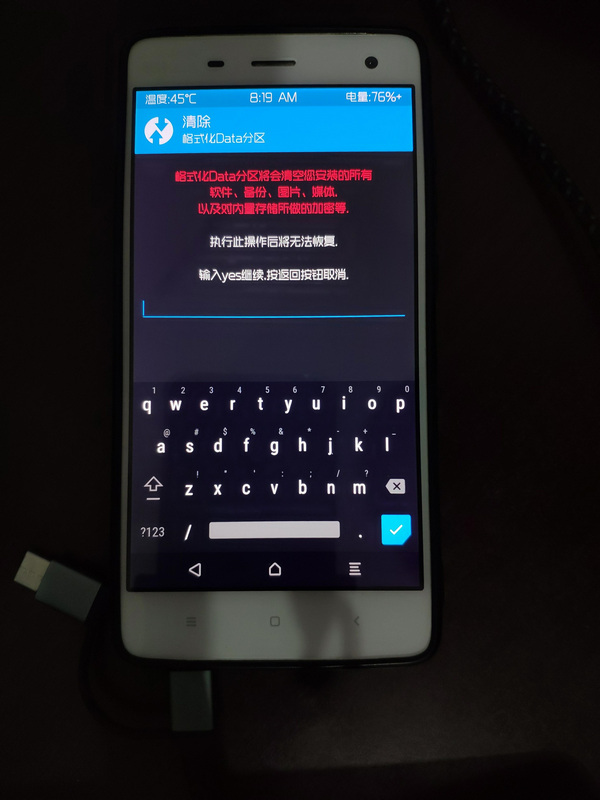 温度:45°C 8:19 AM 电量:76%+
清除
格式化Data分区
格式化Data分区将会清空您安装的所有
软件、备份、图片、媒体,
以及对内置存储所做的加密等.
执行此操作后将无法恢复.
输入yes继续,按返回按钮取消.
1 2 3 4 5 6 7 8 9 0
q w e r t y u i o p
@ # $ % & * - + _
a s d f g h j k l
! " ' : ; / ?
z x c v b n m
?123 / .